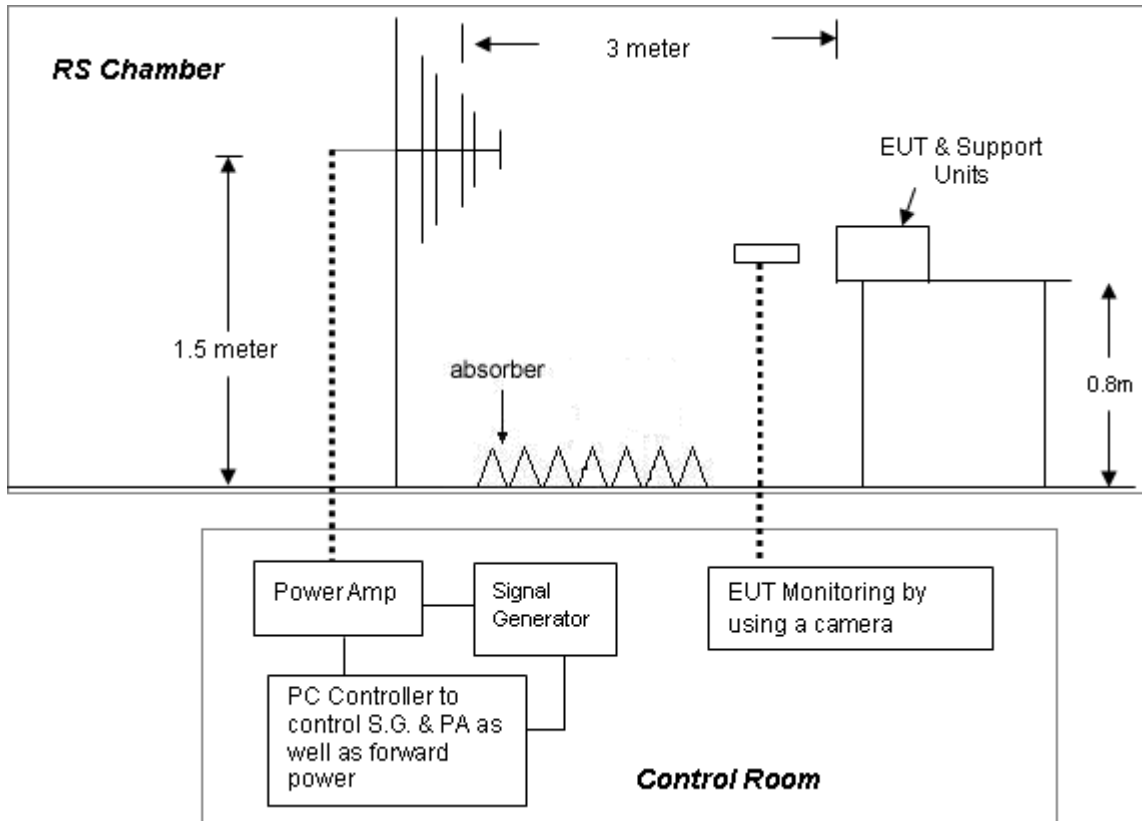 3 meter
RS Chamber
EUT & Support
Units
1.5 meter
absorber
0.8m
Power Amp
Signal
Generator
EUT Monitoring by
using a camera
PC Controller to
control S.G. & PA as
well as forward
power
Control Room